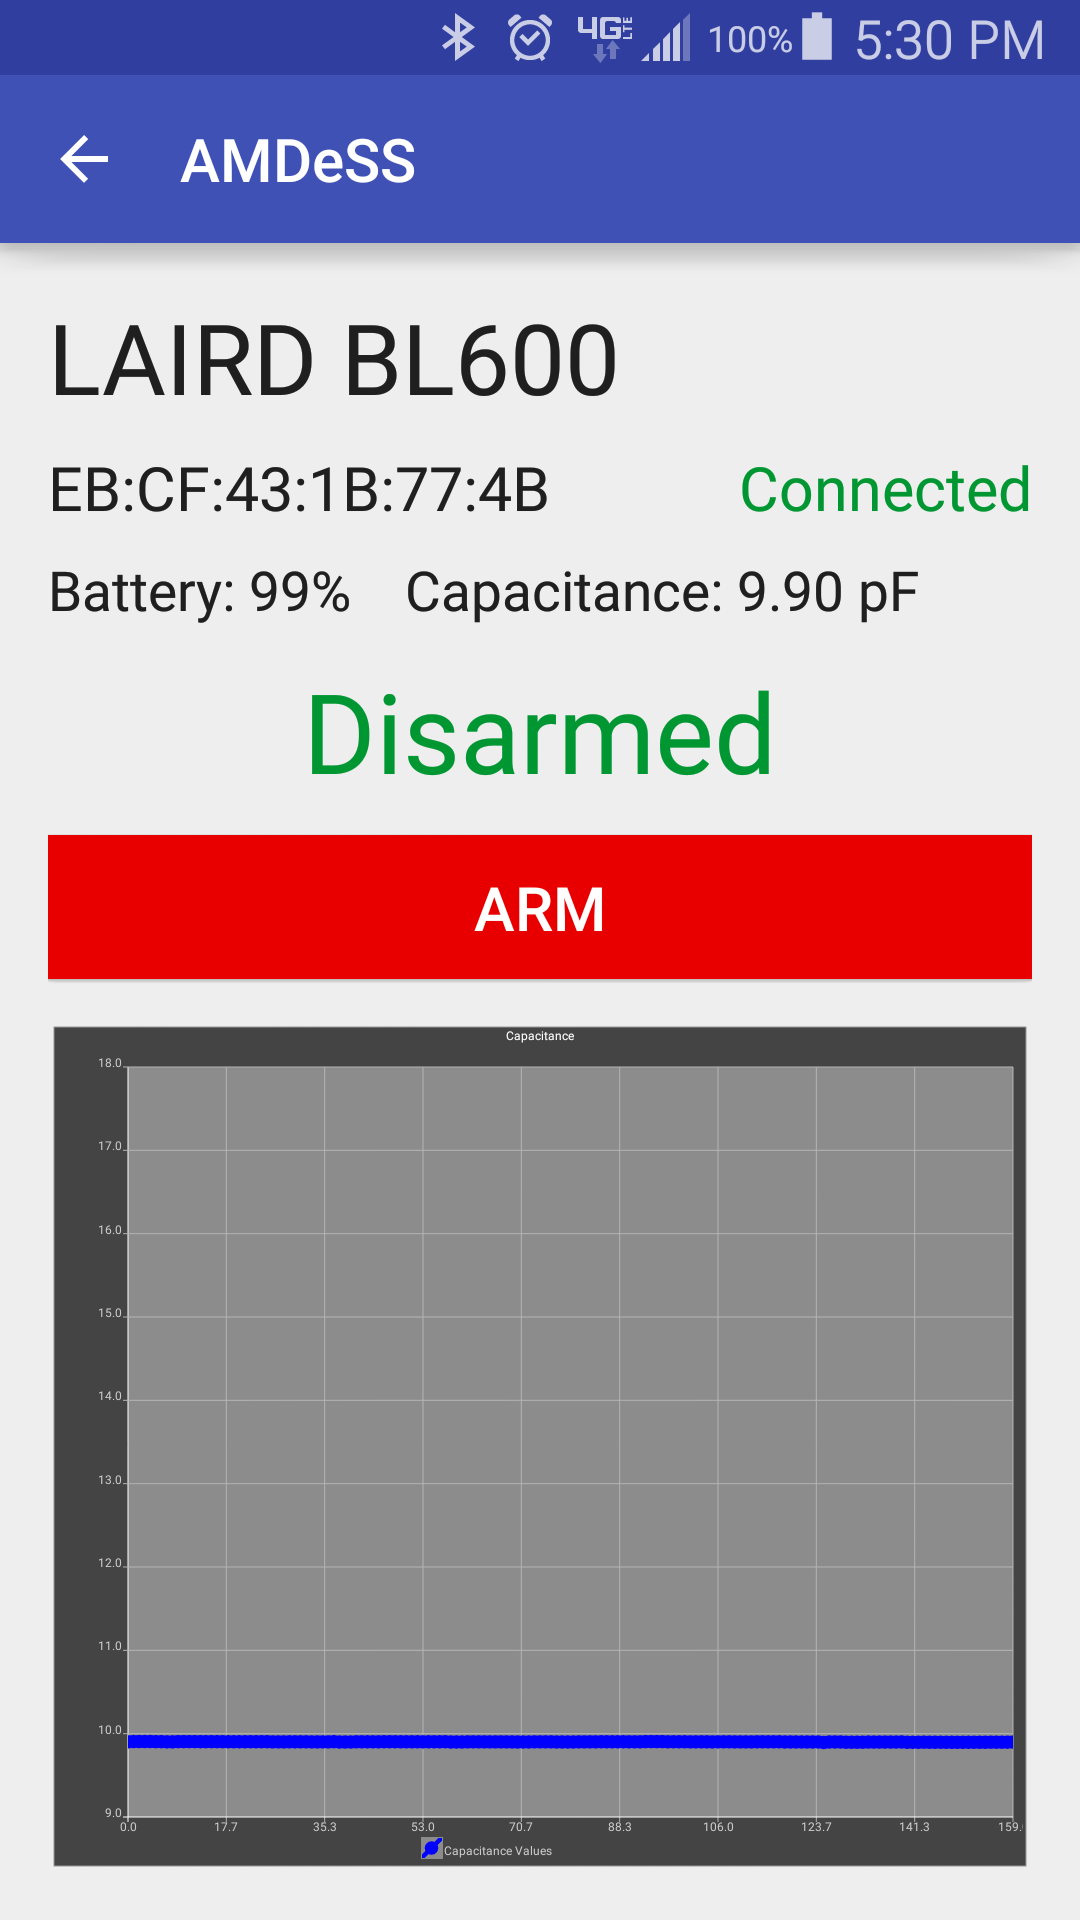 4G LTE 100% 5:30 PM
AMDeSS
LAIRD BL600
EB:CF:43:1B:77:4B Connected
Battery: 99% Capacitance: 9.90 pF
Disarmed
ARM
Capacitance
18.0
17.0
16.0
15.0
14.0
13.0
12.0
11.0
10.0
9.0
0.0 17.7 35.3 53.0 70.7 88.3 106.0 123.7 141.3 159.
Capacitance Values